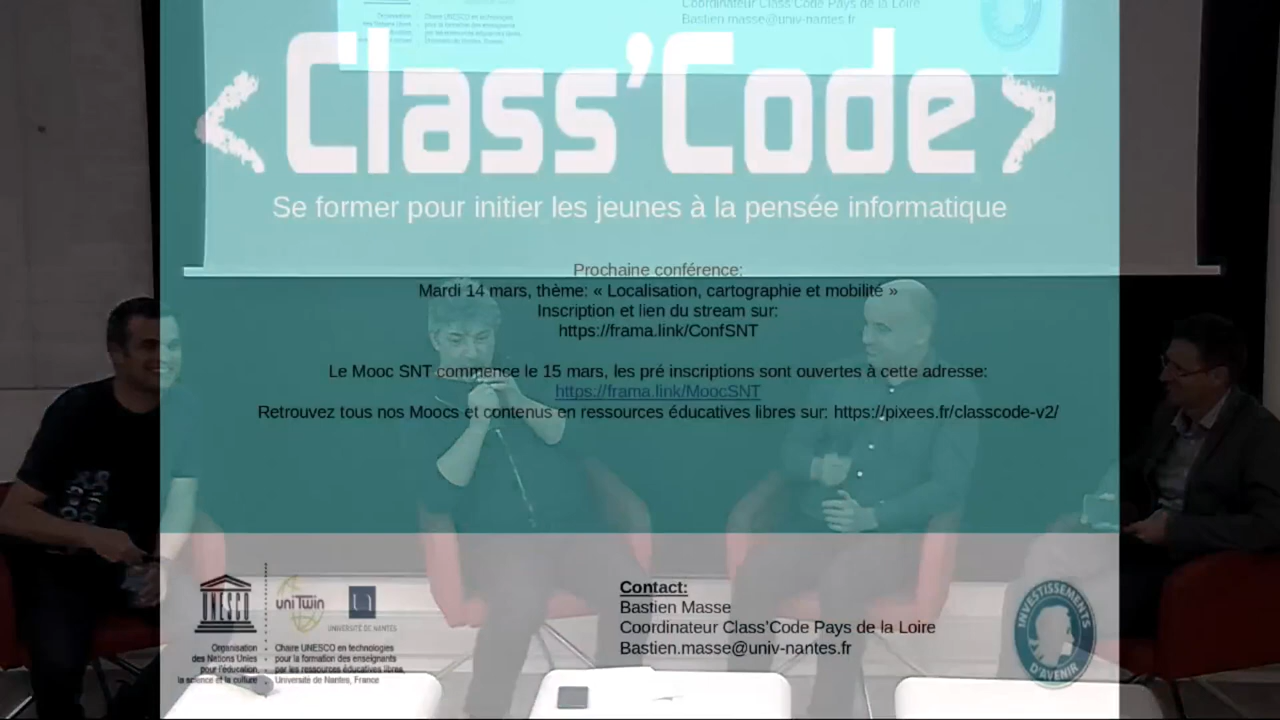 Coordinateur Class'Code Pays de la Loire
Bastien.masse@univ-nantes.fr
<Class'Code>
Se former pour initier les jeunes à la pensée informatique
Prochaine conférence:
Mardi 14 mars, thème: « Localisation, cartographie et mobilité »
Inscription et lien du stream sur:
https://frama.link/ConfSNT
Le Mooc SNT commence le 15 mars, les pré inscriptions sont ouvertes à cette adresse:
https://frama.link/MoocSNT
Retrouvez tous nos Moocs et contenus en ressources éducatives libres sur: https://pixees.fr/classcode-v2/
UNESCO
uniTwin
UNIVERSITÉ DE NANTES
Organisation
des Nations Unies
pour l'éducation,
la science et la culture
Chaire UNESCO en technologies
pour la formation des enseignants
par les ressources éducatives libres,
Université de Nantes, France
Contact:
Bastien Masse
Coordinateur Class'Code Pays de la Loire
Bastien.masse@univ-nantes.fr
INVESTISSEMENTS
D'AVENIR